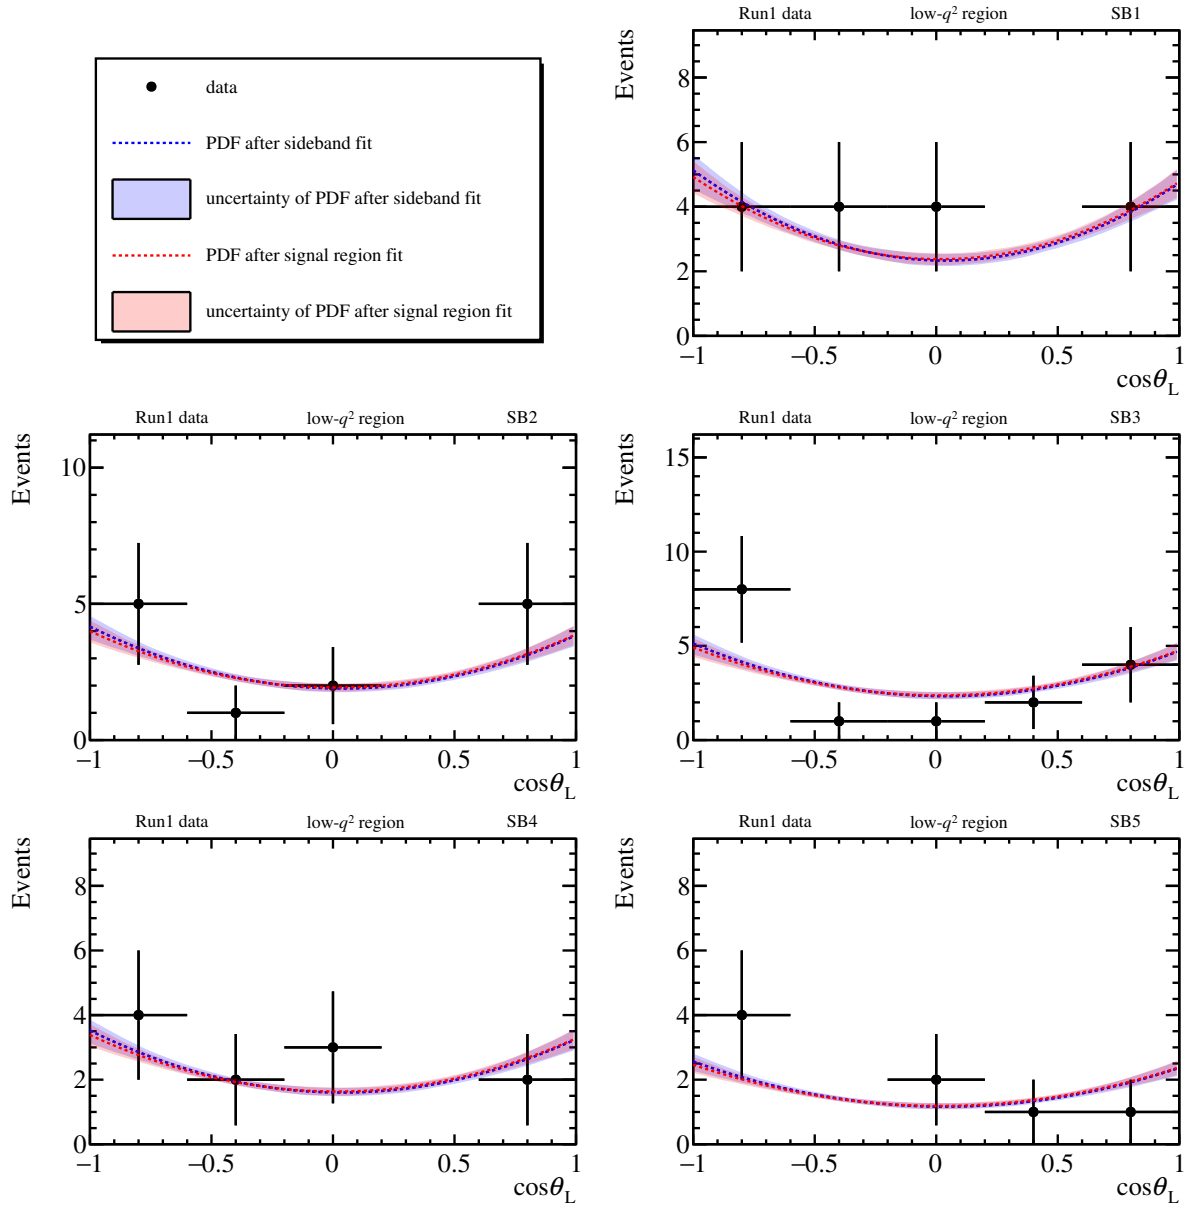 data
PDF after sideband fit
uncertainty of PDF after sideband fit
PDF after signal region fit
uncertainty of PDF after signal region fit
Run1 data low-q² region SB1
Events
8
6
4
2
0
−1 −0.5 0 0.5 1
cosθ_L
Run1 data low-q² region SB2
Events
10
5
0
−1 −0.5 0 0.5 1
cosθ_L
Run1 data low-q² region SB3
Events
15
10
5
0
−1 −0.5 0 0.5 1
cosθ_L
Run1 data low-q² region SB4
Events
8
6
4
2
0
−1 −0.5 0 0.5 1
cosθ_L
Run1 data low-q² region SB5
Events
8
6
4
2
0
−1 −0.5 0 0.5 1
cosθ_L